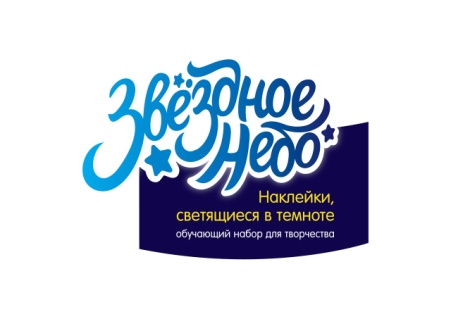 Звёздное
Небо
Наклейки,
светящиеся в темноте
обучающий набор для творчества